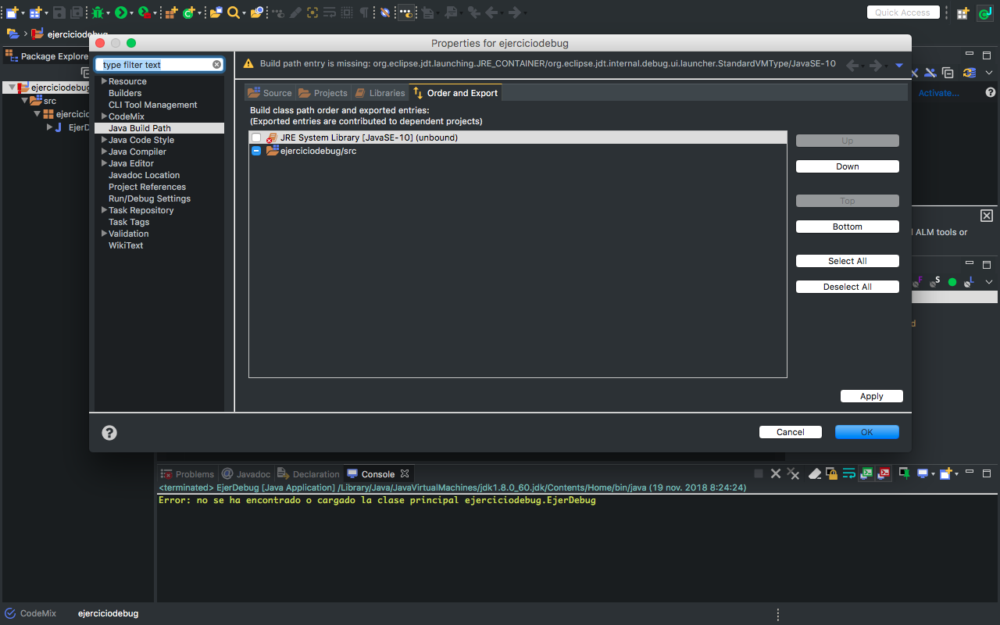 Quick Access
ejerciciodebug
Properties for ejerciciodebug
Package Explore
type filter text
Build path entry is missing: org.eclipse.jdt.launching.JRE_CONTAINER/org.eclipse.jdt.internal.debug.ui.launcher.StandardVMType/JavaSE-10
ejerciciodebug
src
ejercicio
EjerD
Resource
Builders
CLI Tool Management
CodeMix
Java Build Path
Java Code Style
Java Compiler
Java Editor
Javadoc Location
Project References
Run/Debug Settings
Task Repository
Task Tags
Validation
WikiText
Source Projects Libraries Order and Export
Activate...
Build class path order and exported entries:
(Exported entries are contributed to dependent projects)
JRE System Library [JavaSE-10] (unbound)
ejerciciodebug/src
Up
Down
Top
Bottom
Select All
Deselect All
ALM tools or
F S L
d
Apply
Cancel OK
Problems @ Javadoc Declaration Console
<terminated> EjerDebug [Java Application] /Library/Java/JavaVirtualMachines/jdk1.8.0_60.jdk/Contents/Home/bin/java (19 nov. 2018 8:24:24)
Error: no se ha encontrado o cargado la clase principal ejerciciodebug.EjerDebug
CodeMix ejerciciodebug